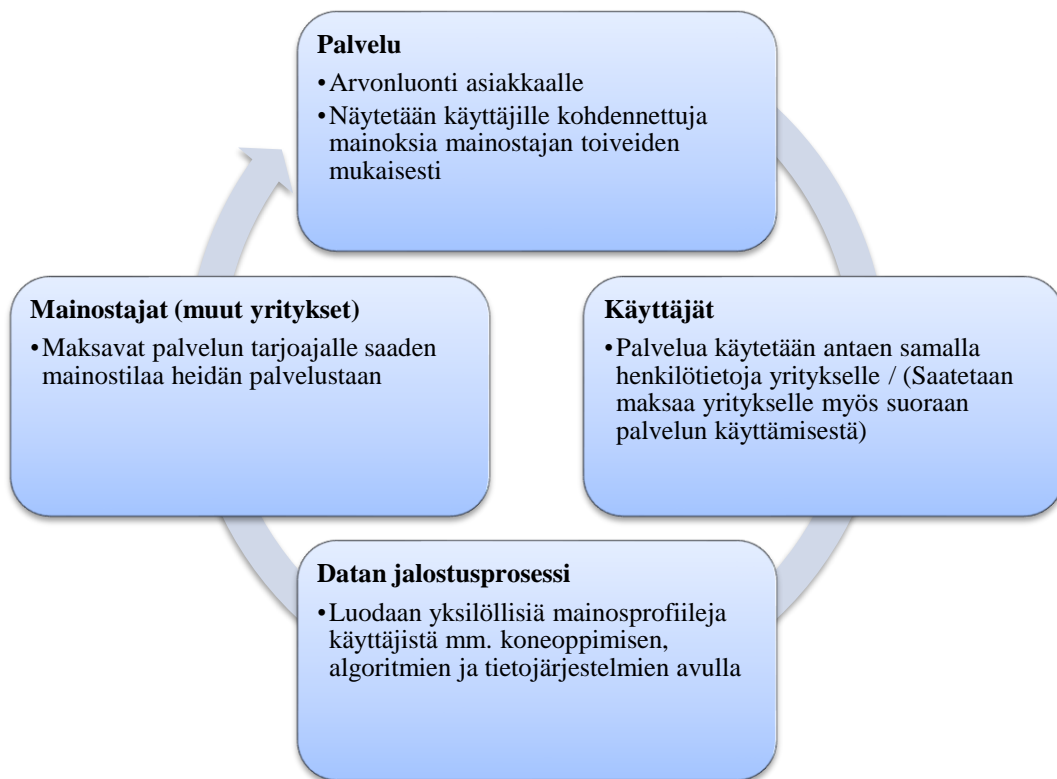 Palvelu
•Arvonluonti asiakkaalle
•Näytetään käyttäjille kohdennettuja
mainoksia mainostajan toiveiden
mukaisesti
Mainostajat (muut yritykset)
•Maksavat palvelun tarjoajalle saaden
mainostilaa heidän palvelustaan
Käyttäjät
•Palvelua käytetään antaen samalla
henkilötietoja yritykselle / (Saatetaan
maksaa yritykselle myös suoraan
palvelun käyttämisestä)
Datan jalostusprosessi
•Luodaan yksilöllisiä mainosprofiileja
käyttäjistä mm. koneoppimisen,
algoritmien ja tietojärjestelmien avulla